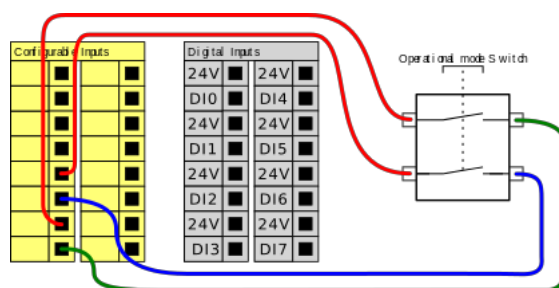 Configurable Inputs
Digital Inputs
Operational mode Switch
24V 24V
DI0 DI4
24V 24V
DI1 DI5
24V 24V
DI2 DI6
24V 24V
DI3 DI7